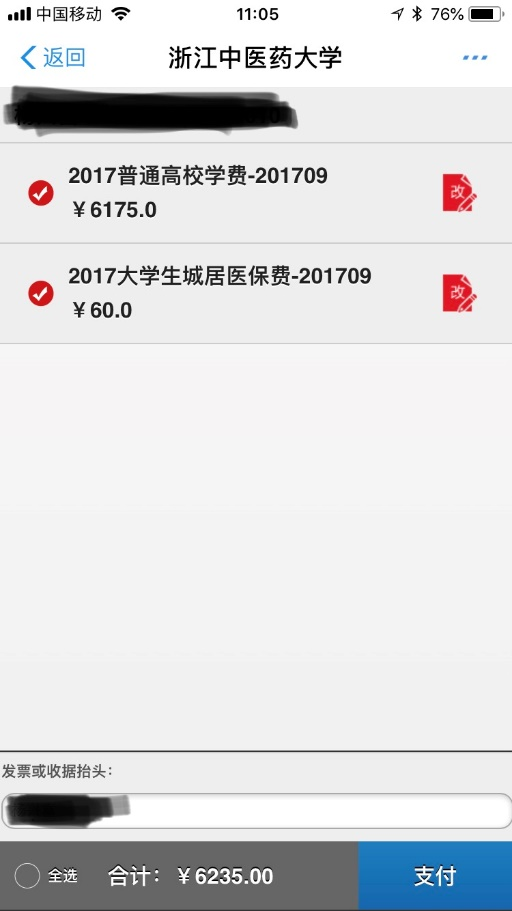 中国移动 11:05 76%
返回 浙江中医药大学
2017普通高校学费-201709
￥6175.0 改
2017大学生城居医保费-201709
￥60.0 改
发票或收据抬头：
全选 合计：￥6235.00 支付